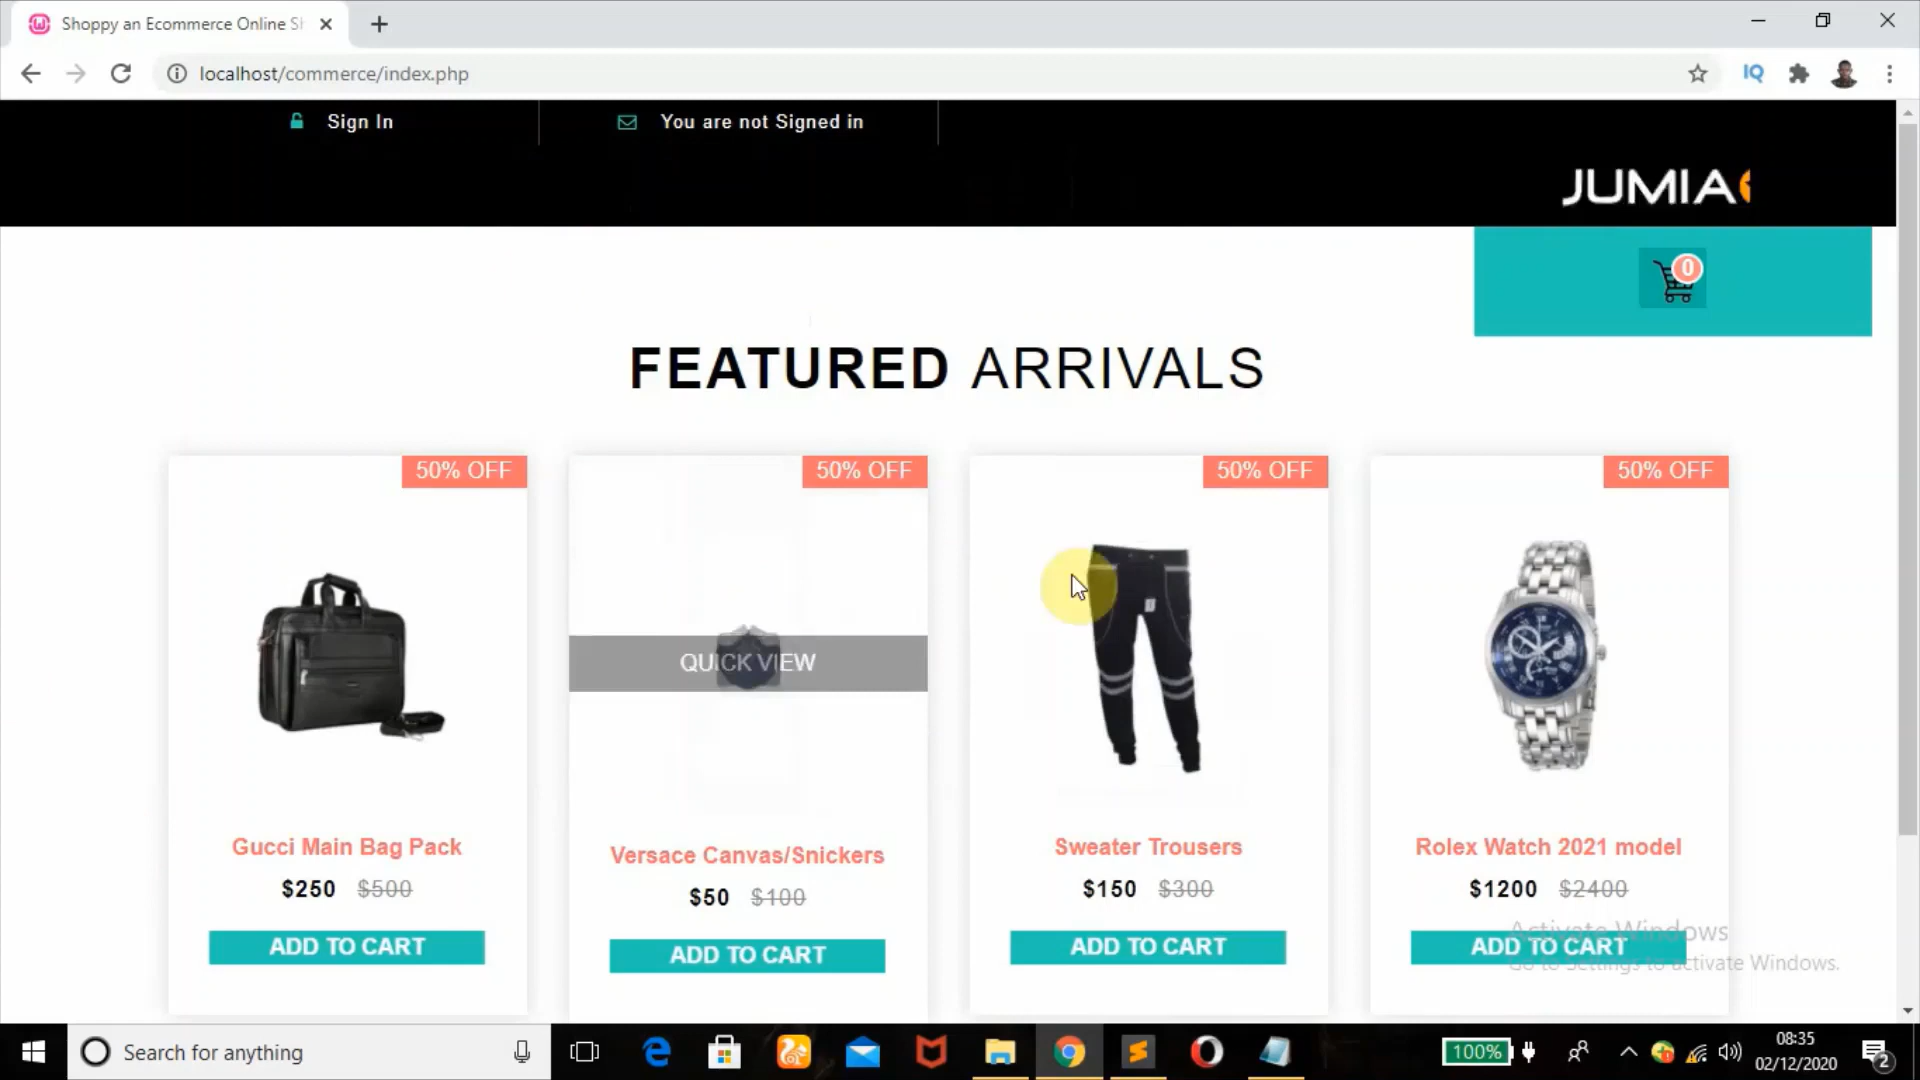 Shoppy an Ecommerce Online Sh
localhost/commerce/index.php
IQ
Sign In
You are not Signed in
JUMIA
0
FEATURED ARRIVALS
50% OFF
50% OFF
50% OFF
50% OFF
QUICK VIEW
Gucci Main Bag Pack
Versace Canvas/Snickers
Sweater Trousers
Rolex Watch 2021 model
$250 $500
$50 $100
$150 $300
$1200 $2400
ADD TO CART
ADD TO CART
ADD TO CART
ADD TO CART
Activate Windows
Go to Settings to activate Windows.
Search for anything
100%
08:35
02/12/2020
2